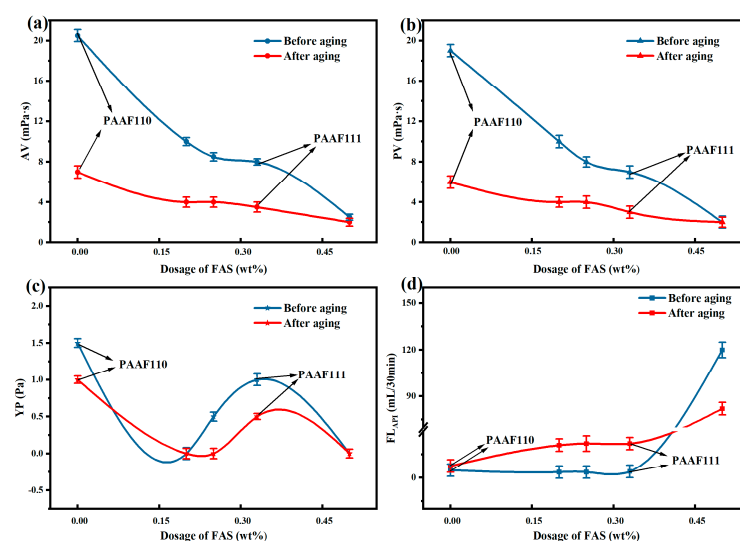 (a)
Before aging
After aging
PAAF110
PAAF111
AV (mPa·s)
20
16
12
8
4
0
0.00
0.15
0.30
0.45
Dosage of FAS (wt%)
(b)
Before aging
After aging
PAAF110
PAAF111
PV (mPa·s)
20
16
12
8
4
0
0.00
0.15
0.30
0.45
Dosage of FAS (wt%)
(c)
Before aging
After aging
PAAF110
PAAF111
YP (Pa)
2.0
1.5
1.0
0.5
0.0
-0.5
0.00
0.15
0.30
0.45
Dosage of FAS (wt%)
(d)
Before aging
After aging
PAAF110
PAAF111
FLAPI (mL/30min)
150
120
90
0
0.00
0.15
0.30
0.45
Dosage of FAS (wt%)